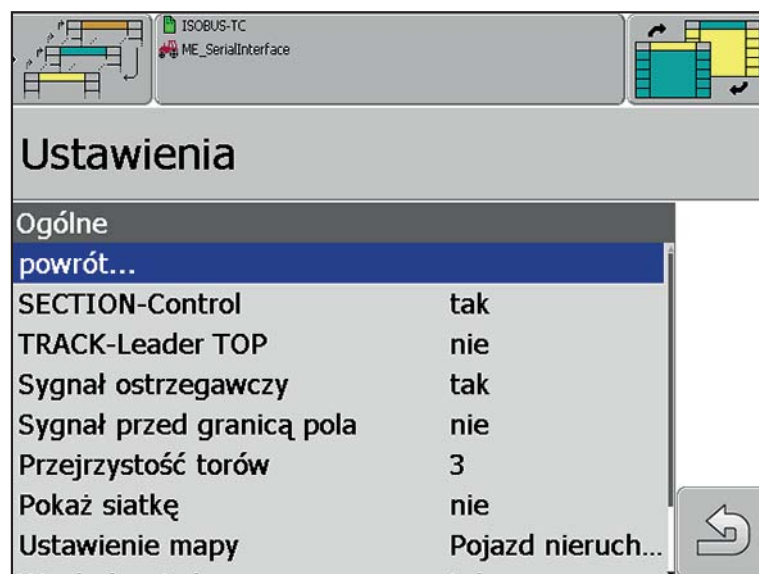 ISOBUS-TC
ME_SerialInterface
Ustawienia
Ogólne
powrót...
SECTION-Control tak
TRACK-Leader TOP nie
Sygnał ostrzegawczy tak
Sygnał przed granicą pola nie
Przejrzystość torów 3
Pokaż siatkę nie
Ustawienie mapy Pojazd nieruch...